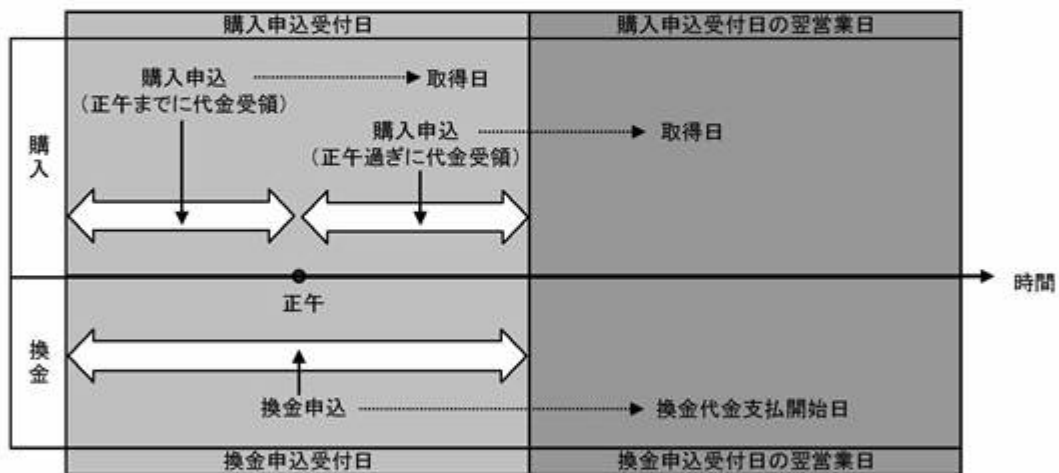 購入申込受付日
購入申込受付日の翌営業日
購入
購入申込
取得日
(正午までに代金受領)
購入申込
取得日
(正午過ぎに代金受領)
時間
正午
換金
換金申込
換金代金支払開始日
換金申込受付日
換金申込受付日の翌営業日